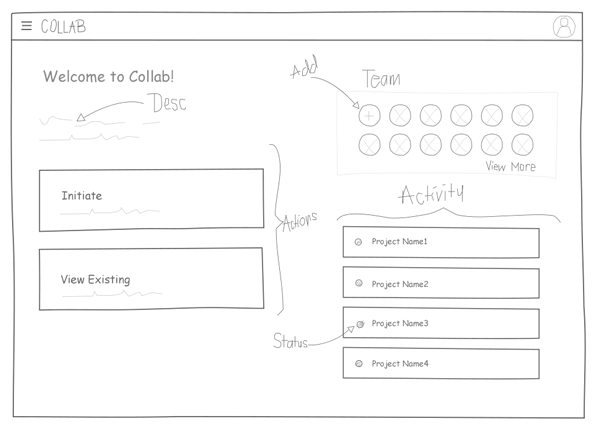 COLLAB
Welcome to Collab!
Desc
Initiate
View Existing
Actions
Add
Team
View More
Activity
Project Name1
Project Name2
Project Name3
Status
Project Name4